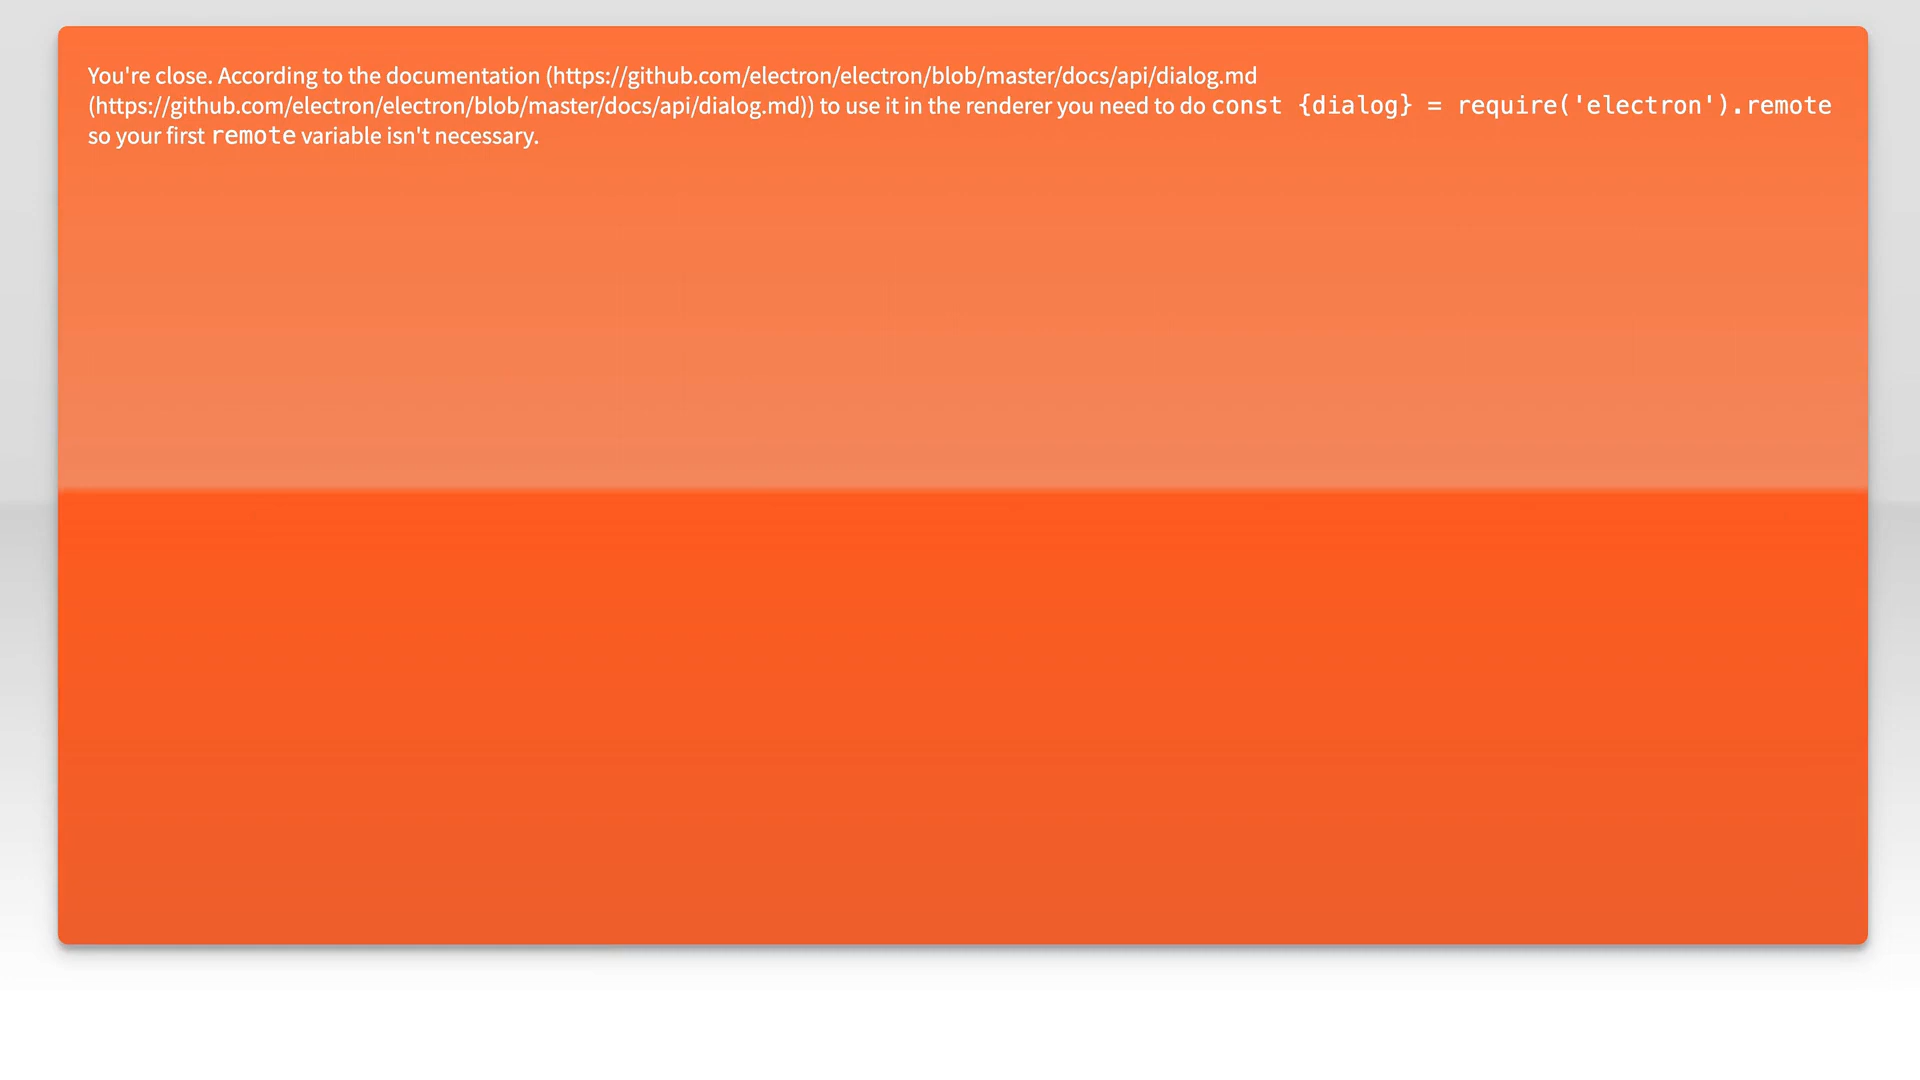 You're close. According to the documentation (https://github.com/electron/electron/blob/master/docs/api/dialog.md
(https://github.com/electron/electron/blob/master/docs/api/dialog.md)) to use it in the renderer you need to do const {dialog} = require('electron').remote
so your first remote variable isn't necessary.